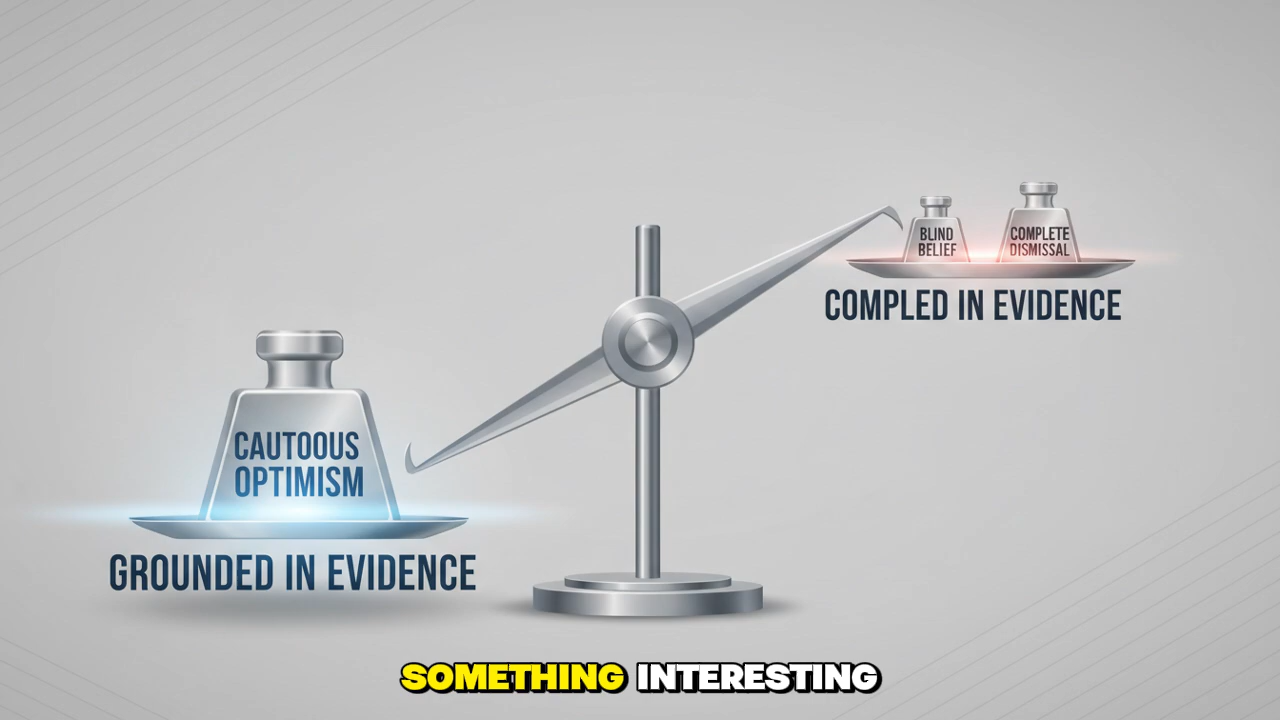 BLIND
BELIEF
COMPLETE
DISMISSAL
COMPLED IN EVIDENCE
CAUTOOUS
OPTIMISM
GROUNDED IN EVIDENCE
SOMETHING INTERESTING